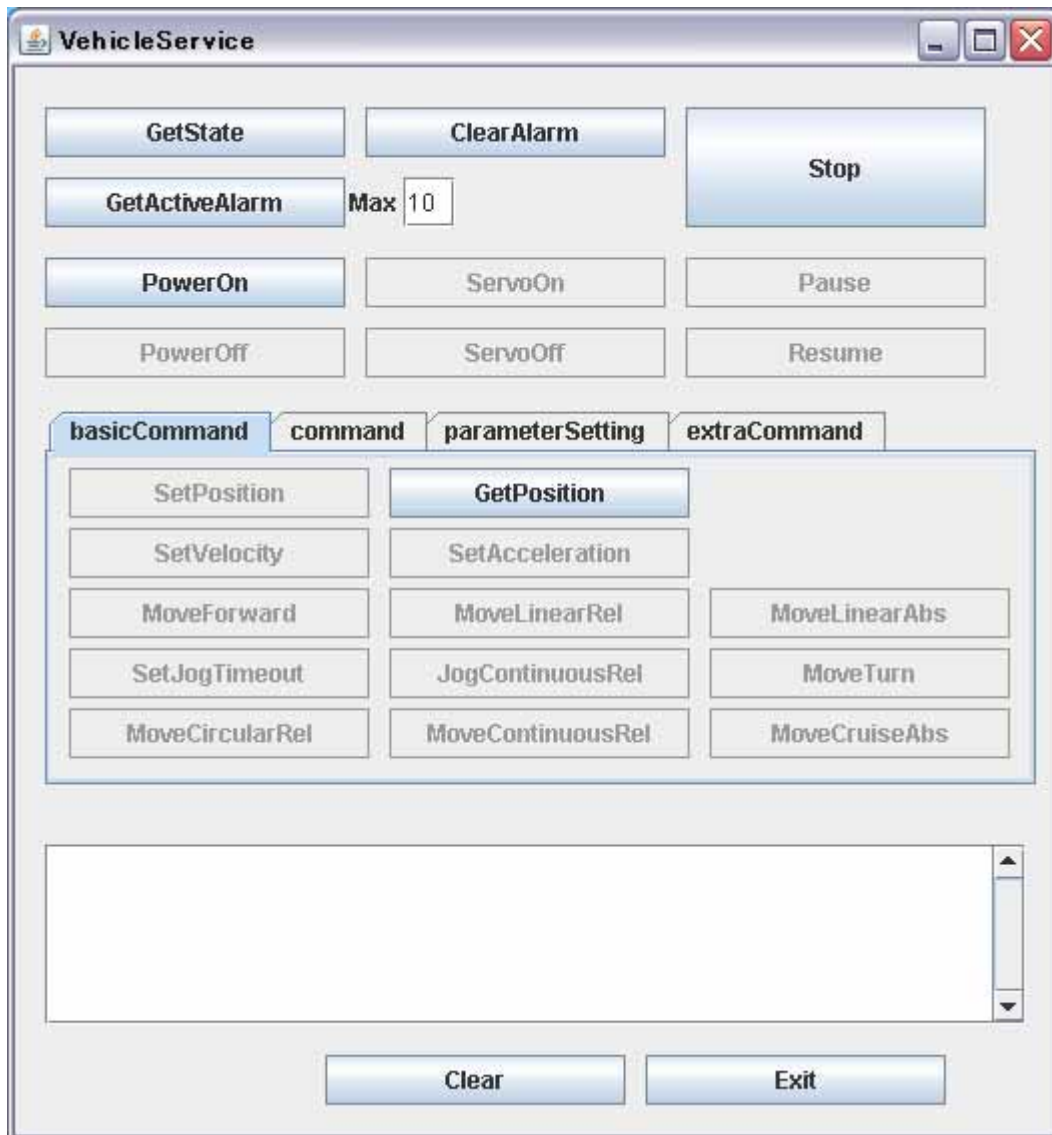 VehicleService
GetState ClearAlarm Stop
GetActiveAlarm Max 10
PowerOn ServoOn Pause
PowerOff ServoOff Resume
basicCommand command parameterSetting extraCommand
SetPosition GetPosition
SetVelocity SetAcceleration
MoveForward MoveLinearRel MoveLinearAbs
SetJogTimeout JogContinuousRel MoveTurn
MoveCircularRel MoveContinuousRel MoveCruiseAbs
Clear Exit